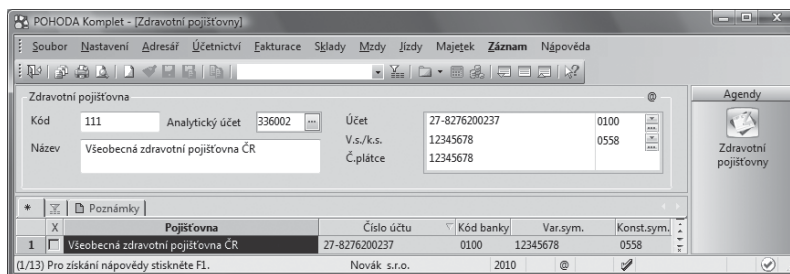 POHODA Komplet - [Zdravotní pojišťovny]
Soubor Nastavení Adresář Účetnictví Fakturace Sklady Mzdy Jízdy Majetek Záznam Nápověda
Zdravotní pojišťovna @ Agendy
Kód 111 Analytický účet 336002 ... Účet 27-8276200237 0100
V.s./k.s. 12345678 0558
Název Všeobecná zdravotní pojišťovna ČR Č.plátce 12345678
Zdravotní
pojišťovny
* Poznámky
X Pojišťovna Číslo účtu Kód banky Var.sym. Konst.sym.
1 Všeobecná zdravotní pojišťovna ČR 27-8276200237 0100 12345678 0558
(1/13) Pro získání nápovědy stiskněte F1. Novák s.r.o. 2010 @